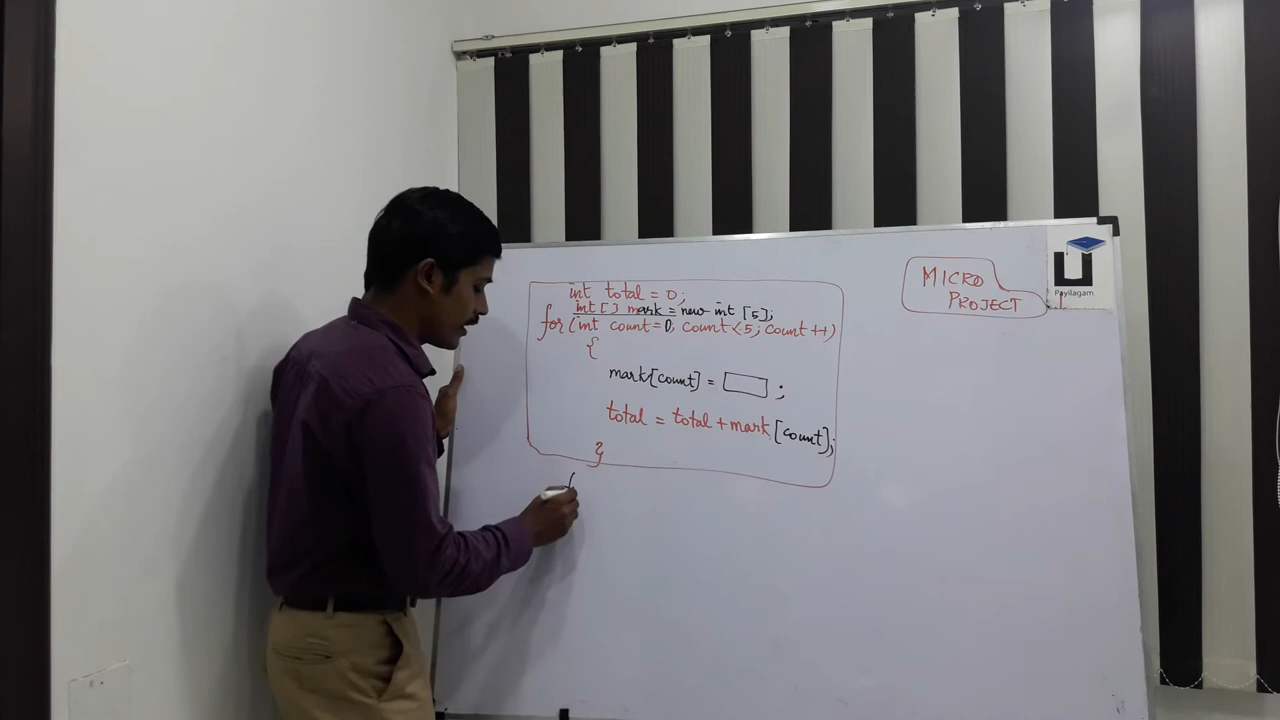 int total = 0;
int [] mark = new int [5];
for (int count=0; count<5; count++)
{
mark[count] = ;
total = total + mark [count];
}
MICRO
PROJECT
Payilagam